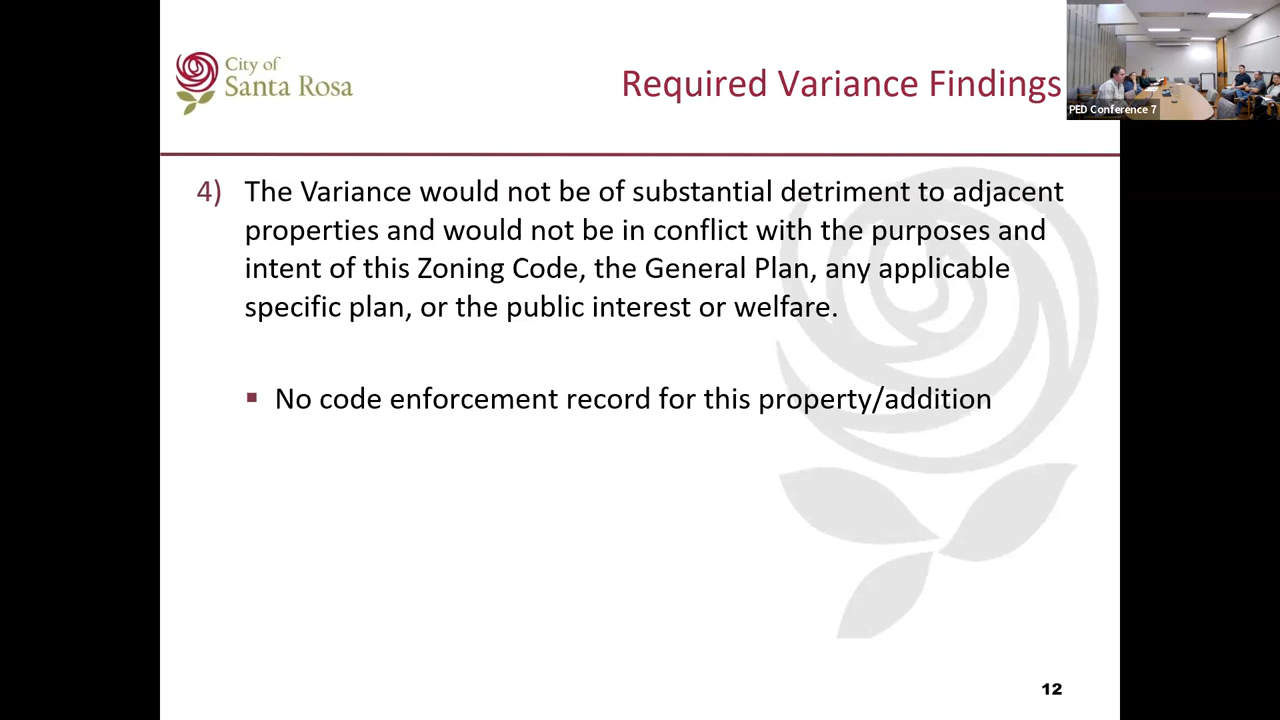 City of
Santa Rosa
Required Variance Findings
PED Conference 7
4) The Variance would not be of substantial detriment to adjacent
properties and would not be in conflict with the purposes and
intent of this Zoning Code, the General Plan, any applicable
specific plan, or the public interest or welfare.
▪ No code enforcement record for this property/addition
12